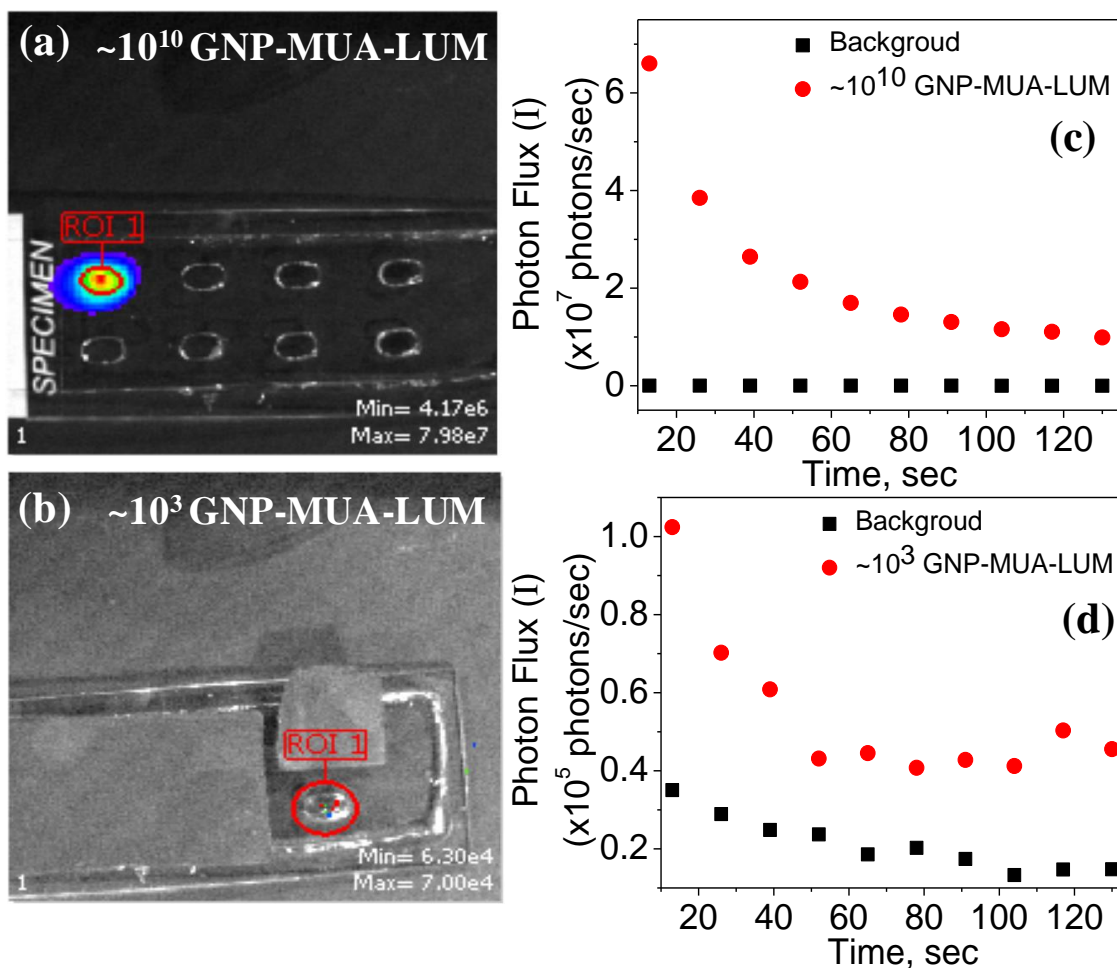 (a) ~10¹⁰ GNP-MUA-LUM
ROI 1
SPECIMEN
Min= 4.17e6
1
Max= 7.98e7
(b) ~10³ GNP-MUA-LUM
ROI 1
Min= 6.30e4
1
Max= 7.00e4
Photon Flux (I)
(x10⁷ photons/sec)
6
4
2
0
Backgroud
~10¹⁰ GNP-MUA-LUM
(c)
20 40 60 80 100 120
Time, sec
Photon Flux (I)
(x10⁵ photons/sec)
1.0
0.8
0.6
0.4
0.2
Backgroud
~10³ GNP-MUA-LUM
(d)
20 40 60 80 100 120
Time, sec